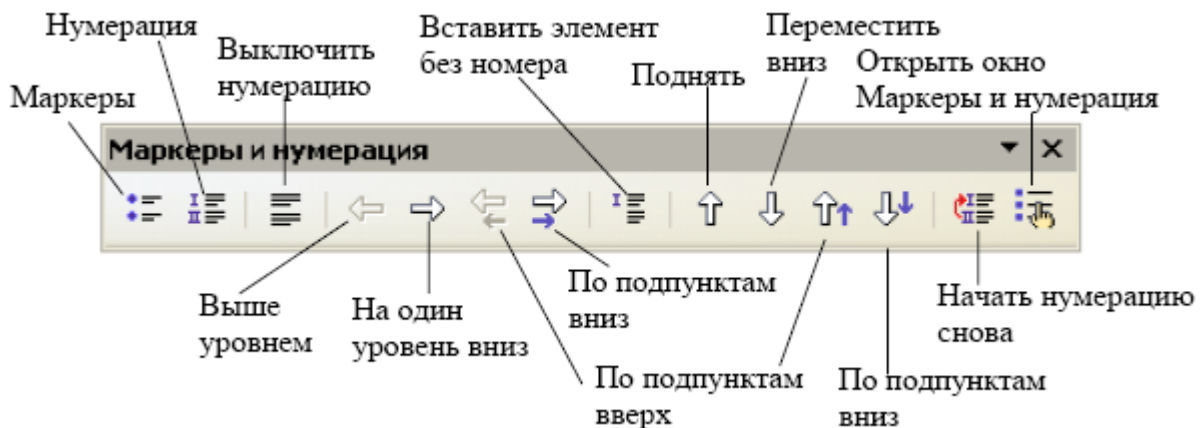 Нумерация
Выключить
нумерацию
Маркеры
Вставить элемент
без номера
Поднять
Переместить
вниз
Открыть окно
Маркеры и нумерация
Маркеры и нумерация
Выше
уровнем
На один
уровень вниз
По подпунктам
вниз
По подпунктам
вверх
По подпунктам
вниз
Начать нумерацию
снова